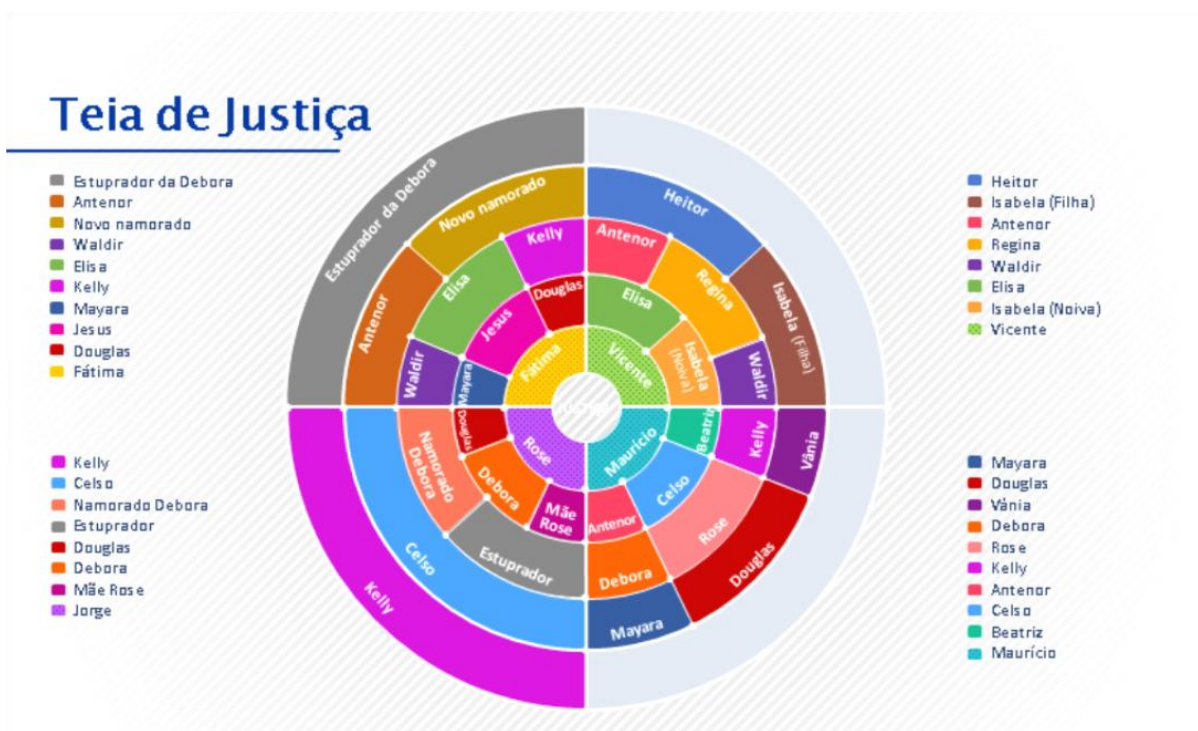 Teia de Justiça
Estuprador da Debora
Antenor
Novo namorado
Waldir
Elisa
Kelly
Mayara
Jesus
Douglas
Fátima
Kelly
Celso
Namorado Debora
Estuprador
Douglas
Debora
Mãe Rose
Jorge
Estuprador da Debora
Novo namorado
Antenor
Kelly
Elisa
Waldir
Douglas
Jesus
Mayara
Fátima
Heitor
Isabela (Filha)
Antenor
Regina
Waldir
Elisa
Isabela
(Noiva)
Vicente
Kelly
Celso
Namorado
Debora
Estuprador
Douglas
Debora
Mãe
Rose
Rose
Vânia
Douglas
Mayara
Kelly
Rose
Debora
Beatriz
Celso
Antenor
Maurício
Heitor
Isabela (Filha)
Antenor
Regina
Waldir
Elisa
Isabela (Noiva)
Vicente
Mayara
Douglas
Vânia
Debora
Rose
Kelly
Antenor
Celso
Beatriz
Maurício